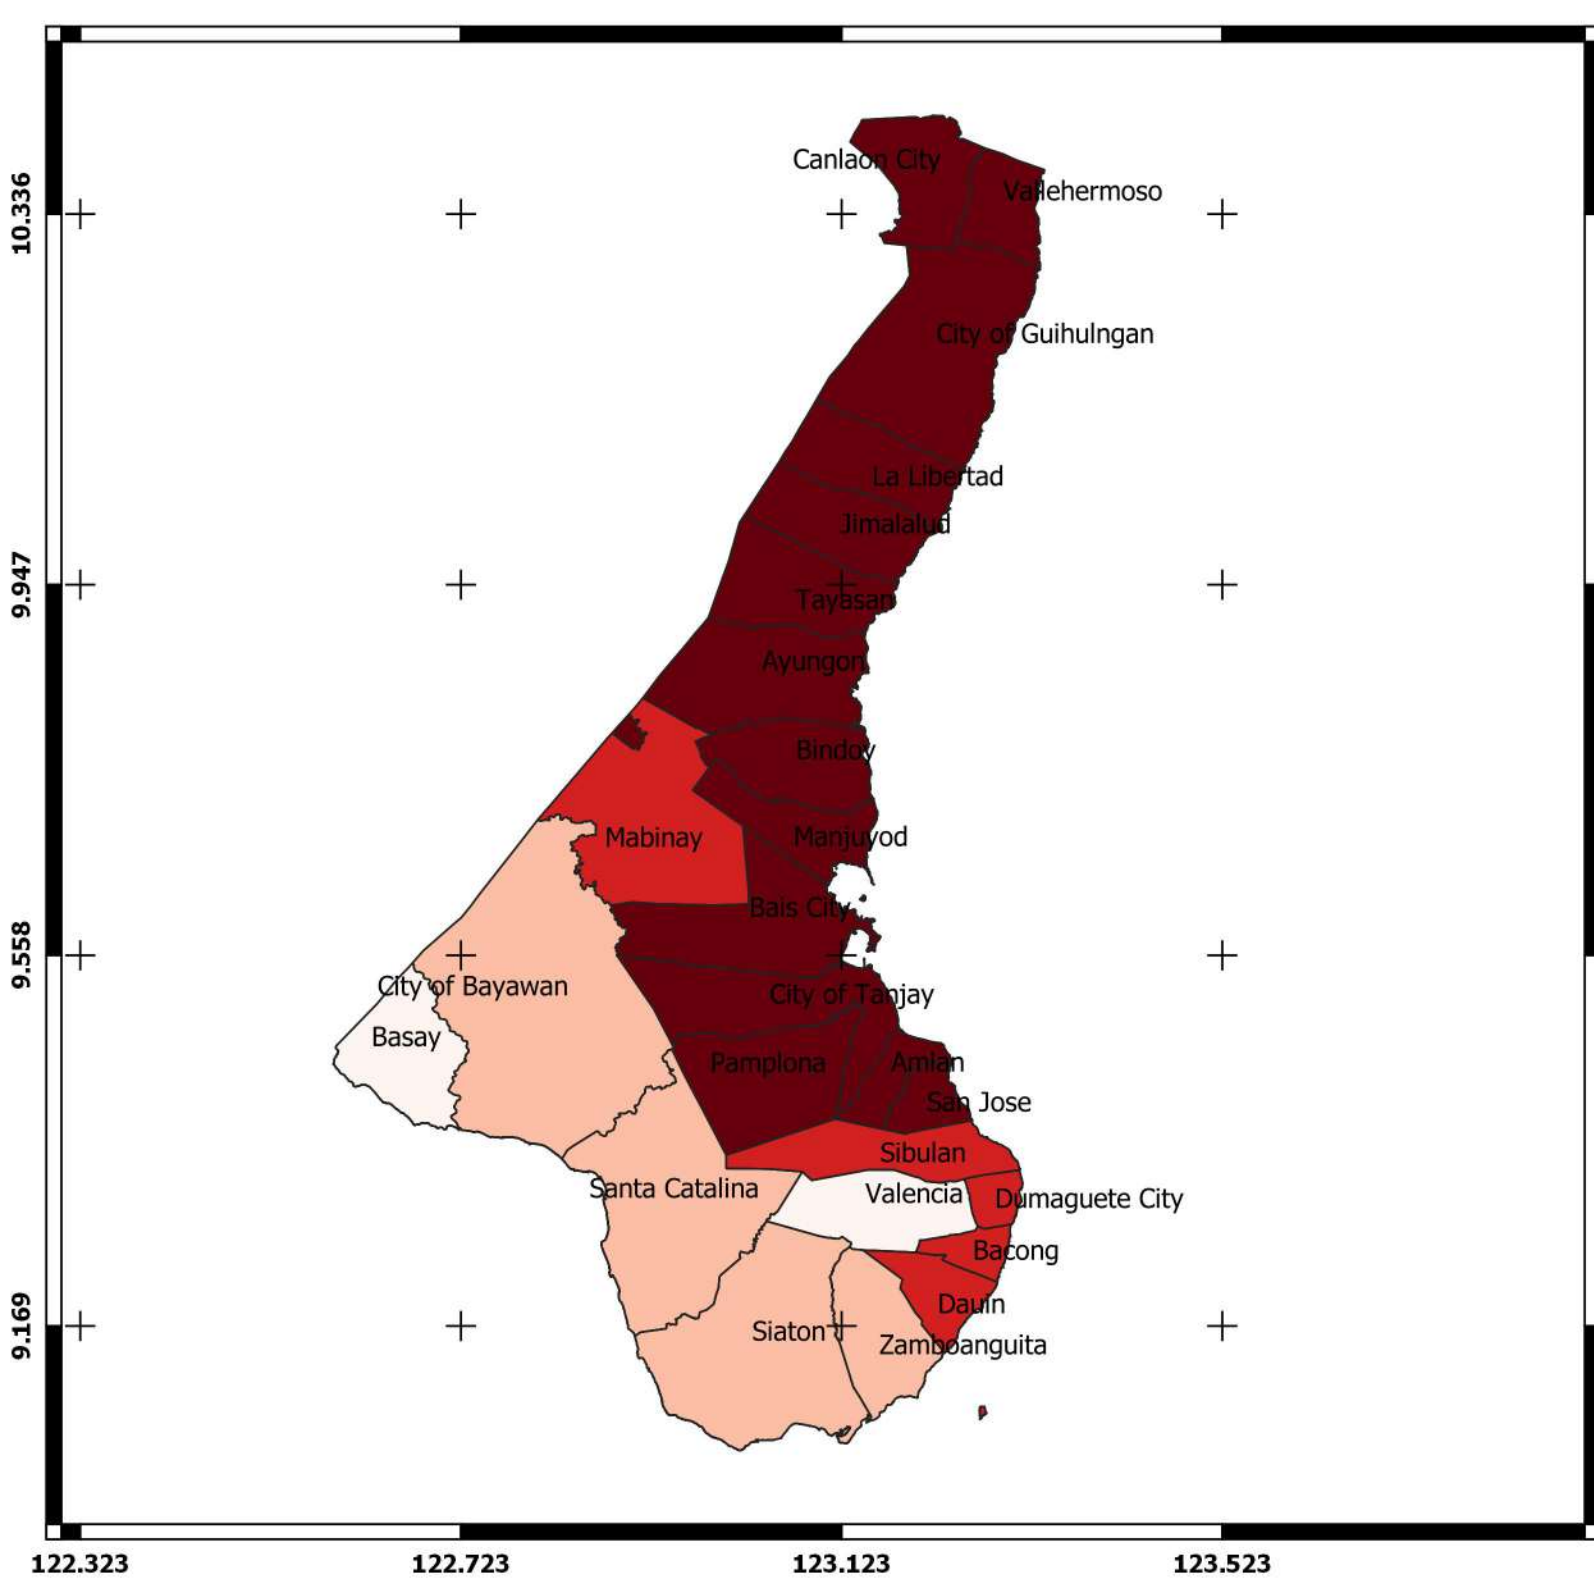 Canlaon City
Vallehermoso
10.336
City of Guihulngan
La Libertad
Jimalalud
9.947
Tayasan
Ayungon
Bindoy
Mabinay
Manjuyod
Bais City
9.558
City of Bayawan
City of Tanjay
Basay
Pamplona
Amlan
San Jose
Sibulan
Santa Catalina
Valencia
Dumaguete City
Bacong
Dauin
9.169
Siaton
Zamboanguita
122.323
122.723
123.123
123.523